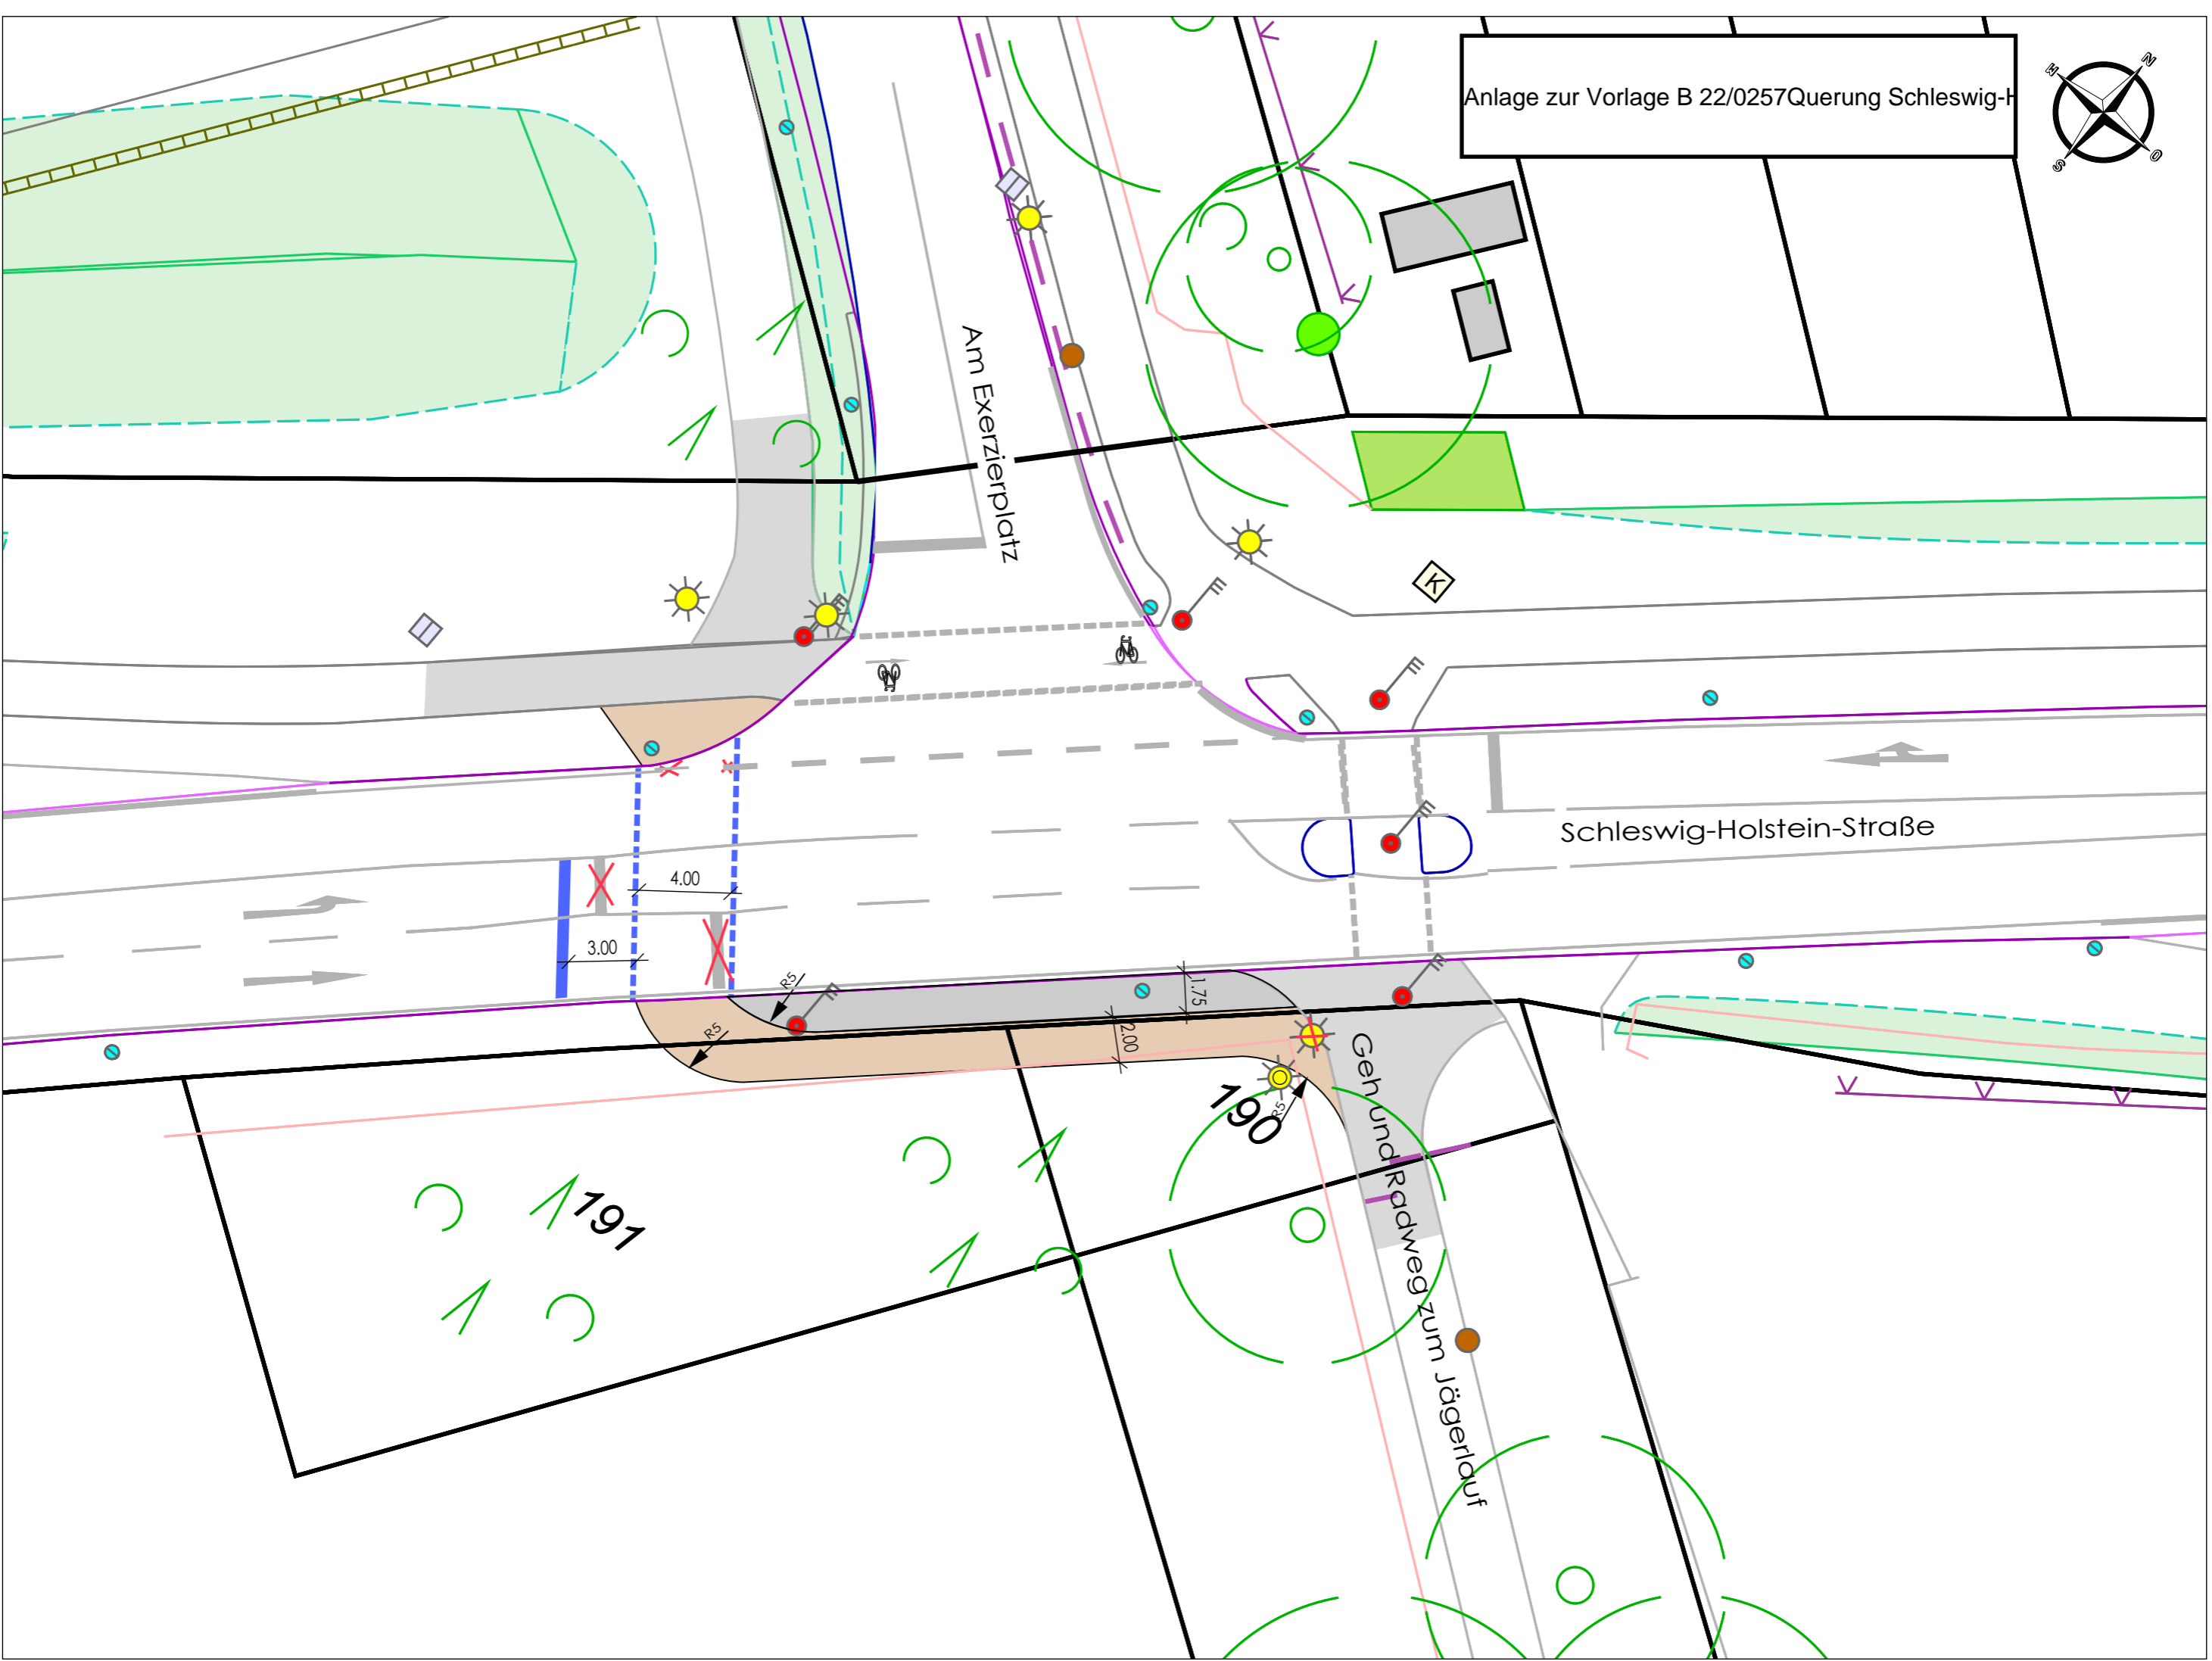 Anlage zur Vorlage B 22/0257Querung Schleswig-H
N
W
O
S
Am Exerzierplatz
K
Schleswig-Holstein-Straße
4.00
3.00
R5
R5
1.75
2.00
R5
190
191
Geh und Radweg zum Jägerlauf